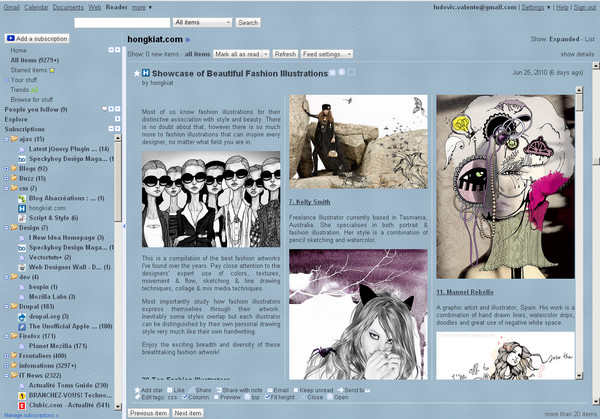 Gmail Calendar Documents Web Reader more ▼
ludovic.valente@gmail.com | Settings ▼ | Help | Sign out
All items
Search
Add a subscription
Home
All items (9279+)
Starred items
Your stuff
Trends
Browse for stuff
People you follow (9)
Explore
Subscriptions
ajax (15)
Latest jQuery Plugin ... (14)
Speckyboy Design Maga... (1)
Blogs (92)
Buzz (15)
css (7)
Blog Alsacréations : ... (1)
hongkiat.com
Script & Style (6)
Design (7)
I New Idea Homepage (3)
Speckyboy Design Maga... (1)
Vectortuts+ (2)
Web Designer Wall - D... (1)
dev (4)
bespin (1)
Mozilla Labs (3)
Drupal (183)
drupal.vrg (3)
The Unofficial Apple ... (180)
Firefox (171)
Planet Mozilla (171)
Frontaliers (400)
infomations (3297+)
IT News (2322)
Actualité Toms Guide (230)
BRANCHEZ-VOUS! Techno (1)
Clubic.com - Actualité (541)
Manage subscriptions »
hongkiat.com »
Show: Expanded - List
Show: 0 new items - all items
Mark all as read
Refresh
Feed settings...
show details
Showcase of Beautiful Fashion Illustrations
Jun 25, 2010 (6 days ago)
by hongkiat
Most of us know fashion illustrations for their
distinctive association with style and beauty. There
is no doubt about that, however there is so much
more to fashion illustrations that can inspire every
designer, no matter what field you are in.
This is a compilation of the best fashion artworks
I've found over the years. Pay close attention to the
designers' expert use of colors, textures,
movement & flow, sketching & line drawing
techniques, collage & mix media techniques.
Most importantly study how fashion illustrators
express themselves through their artwork.
Inevitably some styles overlap but each illustrator
can be distinguished by their own personal drawing
style very much like their own handwriting.
Enjoy the exciting breadth and diversity of these
breathtaking fashion artwork!
7. Kelly Smith
Freelance Illustrator currently based in Tasmania,
Australia. She specialises in both portrait &
fashion illustration. Her style is a combination of
pencil sketching and watercolor.
11. Manuel Rebollo
A graphic artist and illustrator, Spain. His work is a
combination of hand drawn lines, watercolor drips,
doodles and great use of negative white space.
Add star Like Share Share with note Email Keep unread Send to
Edit tags: css Column Preview top Fit height Close Open
Previous item
Next item
more than 20 items